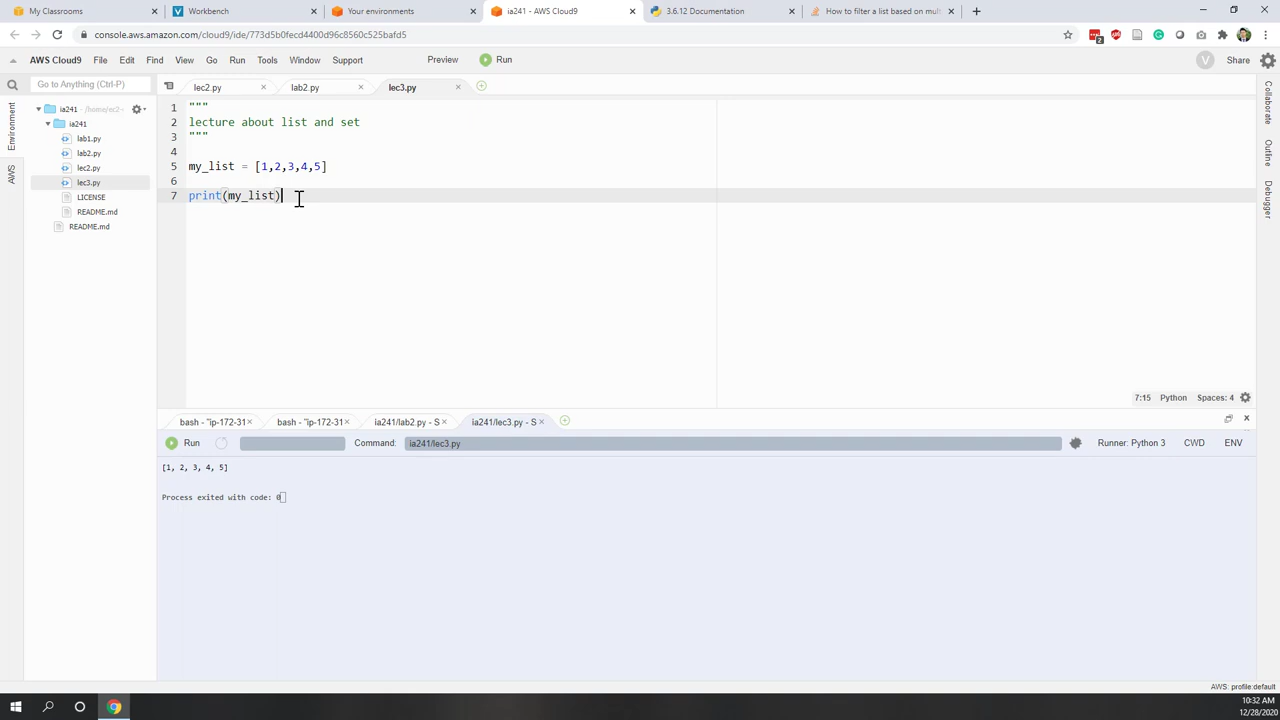 My Classrooms
Workbench
Your environments
ia241 - AWS Cloud9
3.6.12 Documentation
How to filter a list based on mult
console.aws.amazon.com/cloud9/ide/773d5b0fecd4400d96c8560c525bafd5
2
AWS Cloud9 File Edit Find View Go Run Tools Window Support Preview Run V Share
Go to Anything (Ctrl-P)
lec2.py lab2.py lec3.py
ia241 - /home/ec2-
ia241
lab1.py
lab2.py
lec2.py
lec3.py
LICENSE
README.md
README.md
Environment
AWS
1 """
2 lecture about list and set
3 """
4
5 my_list = [1,2,3,4,5]
6
7 print(my_list)
Collaborate
Outline
Debugger
7:15 Python Spaces: 4
bash - "ip-172-31 bash - "ip-172-31 ia241/lab2.py - S ia241/lec3.py - S
Run Command: ia241/lec3.py Runner: Python 3 CWD ENV
[1, 2, 3, 4, 5]
Process exited with code: 0
AWS: profile:default
10:32 AM
12/28/2020